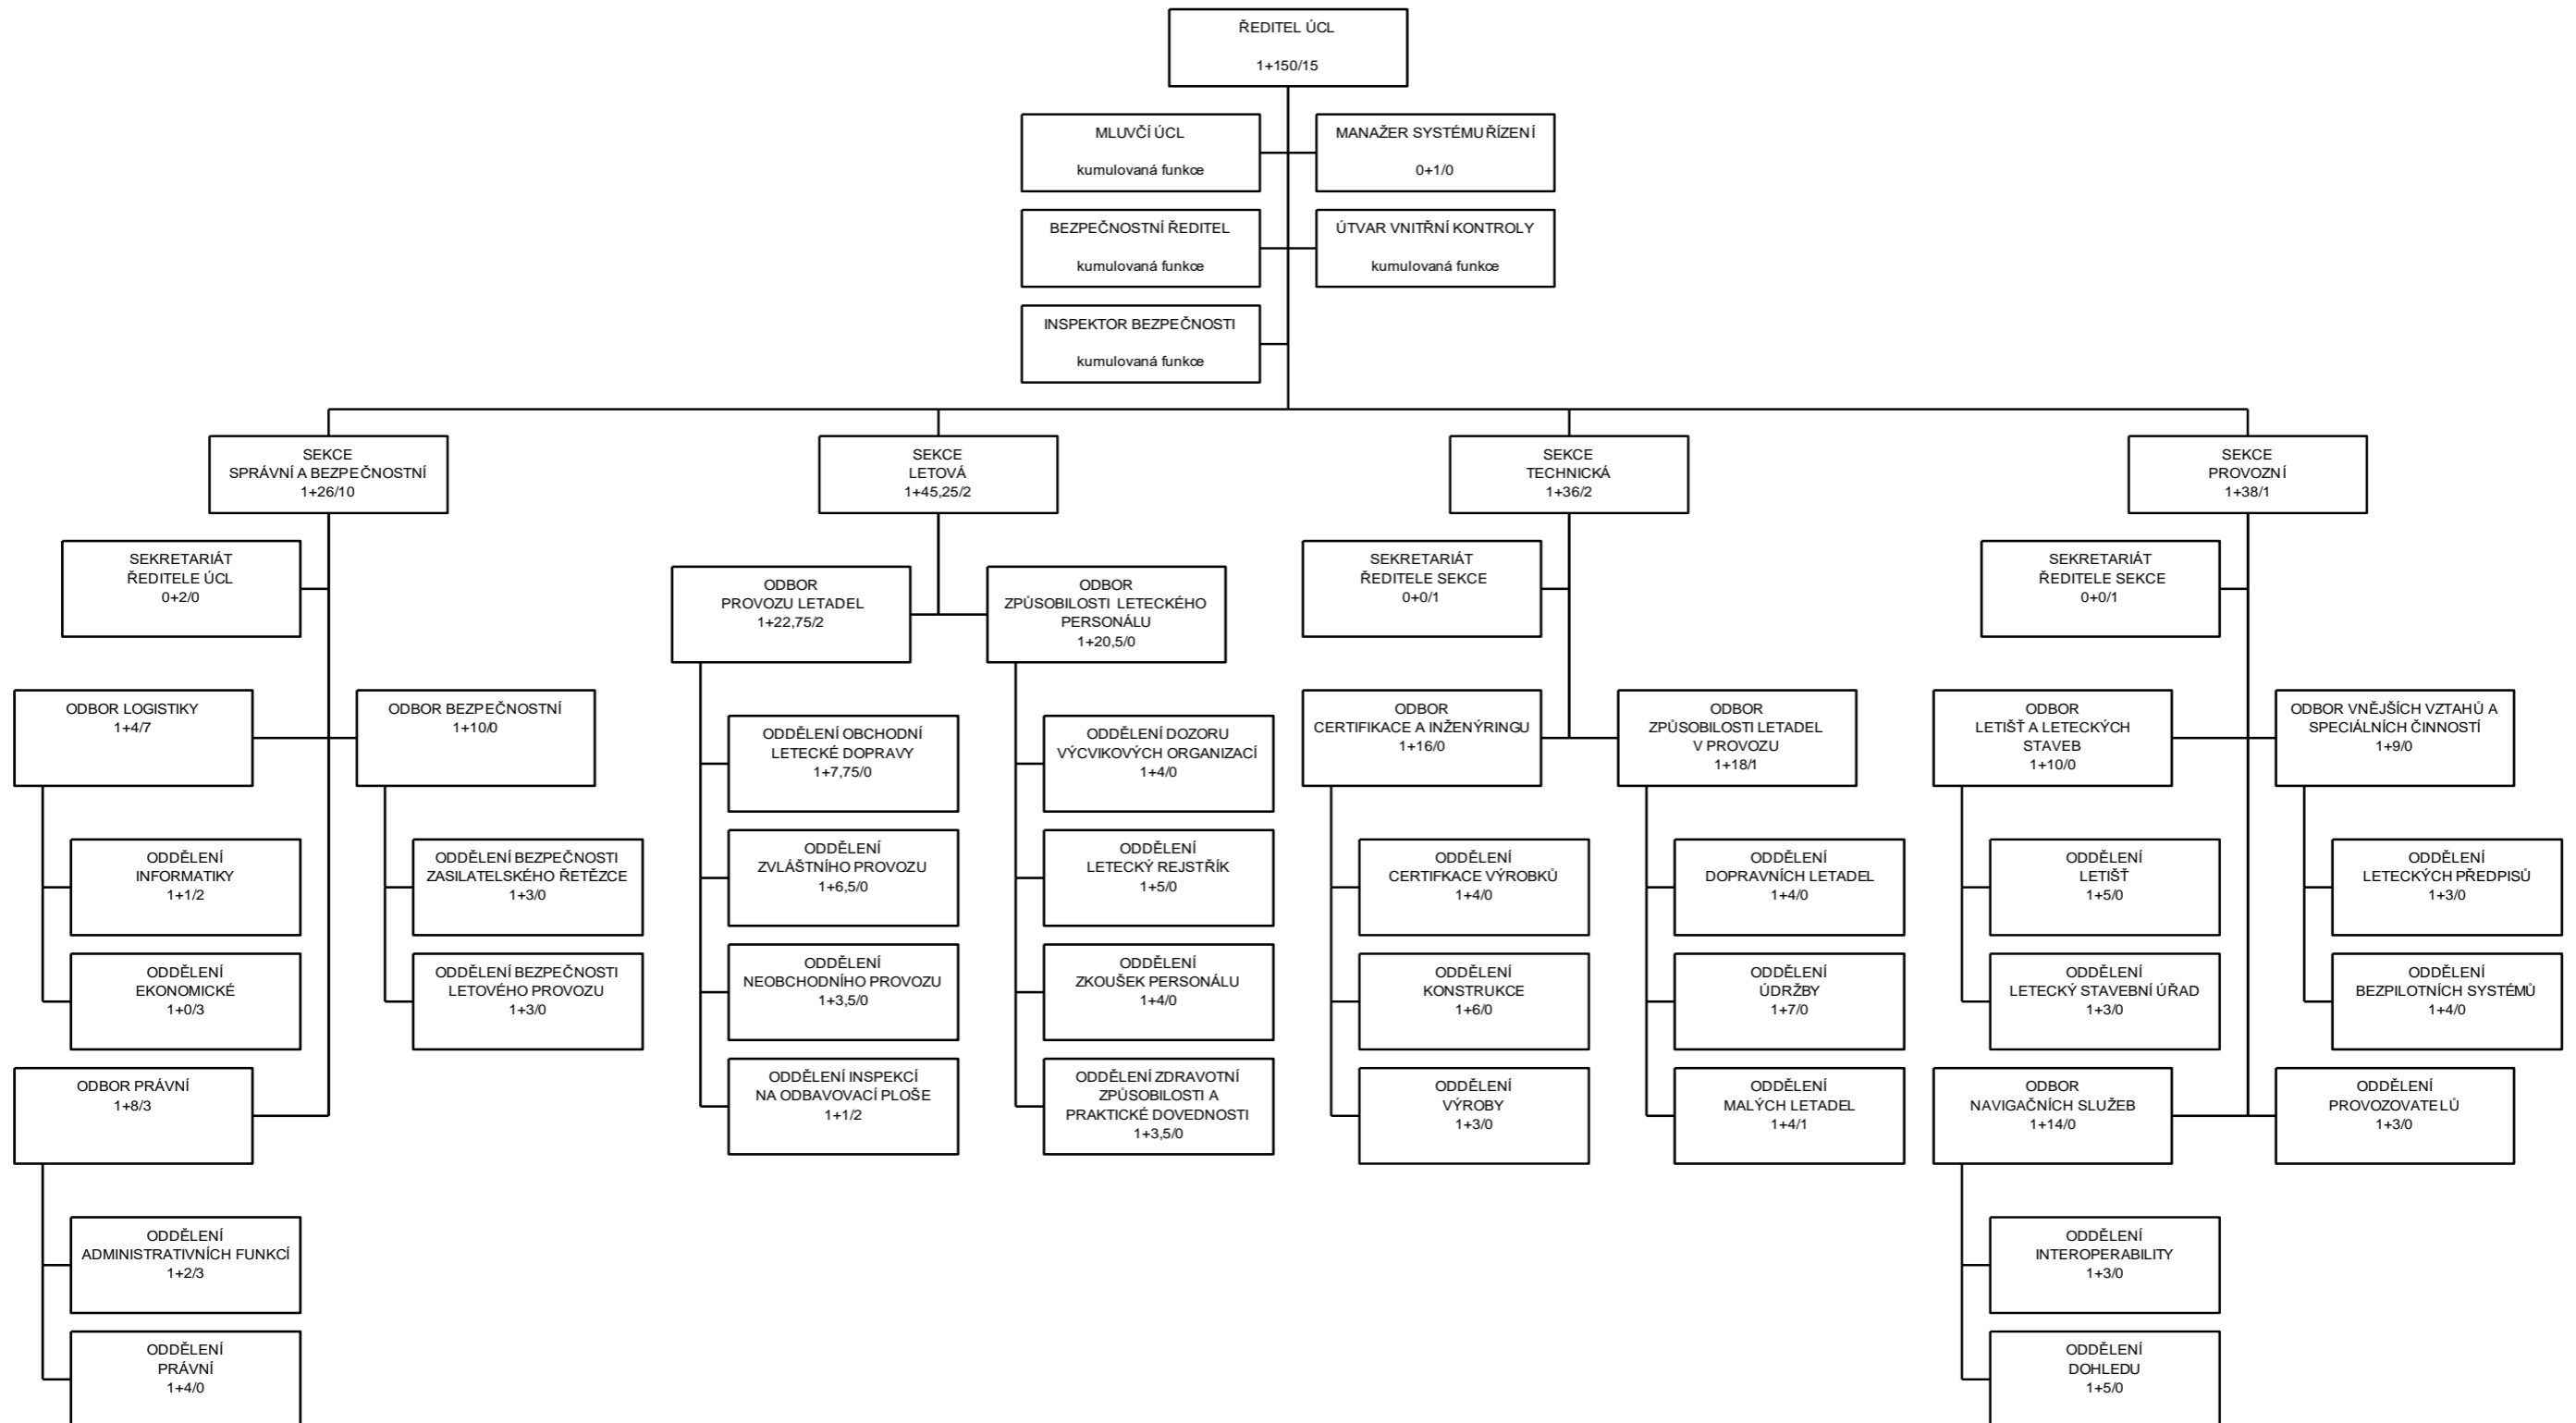 ŘEDITEL ÚCL
1+150/15
MLUVČÍ ÚCL
kumulovaná funkce
MANAŽER SYSTÉMU ŘÍZENÍ
0+1/0
BEZPEČNOSTNÍ ŘEDITEL
kumulovaná funkce
ÚTVAR VNITŘNÍ KONTROLY
kumulovaná funkce
INSPEKTOR BEZPEČNOSTI
kumulovaná funkce
SEKCE
SPRÁVNÍ A BEZPEČNOSTNÍ
1+26/10
SEKRETARIÁT
ŘEDITELE ÚCL
0+2/0
ODBOR LOGISTIKY
1+4/7
ODDĚLENÍ
INFORMATIKY
1+1/2
ODDĚLENÍ
EKONOMICKÉ
1+0/3
ODBOR BEZPEČNOSTNÍ
1+10/0
ODDĚLENÍ BEZPEČNOSTI
ZASILATELSKÉHO ŘETĚZCE
1+3/0
ODDĚLENÍ BEZPEČNOSTI
LETOVÉHO PROVOZU
1+3/0
ODBOR PRÁVNÍ
1+8/3
ODDĚLENÍ
ADMINISTRATIVNÍCH FUNKCÍ
1+2/3
ODDĚLENÍ
PRÁVNÍ
1+4/0
SEKCE
LETOVÁ
1+45,25/2
ODBOR
PROVOZU LETADEL
1+22,75/2
ODDĚLENÍ OBCHODNÍ
LETECKÉ DOPRAVY
1+7,75/0
ODDĚLENÍ
ZVLÁŠTNÍHO PROVOZU
1+6,5/0
ODDĚLENÍ
NEOBCHODNÍHO PROVOZU
1+3,5/0
ODDĚLENÍ INSPEKCÍ
NA ODBAVOVACÍ PLOŠE
1+1/2
ODBOR
ZPŮSOBILOSTI LETECKÉHO
PERSONÁLU
1+20,5/0
ODDĚLENÍ DOZORU
VÝCVIKOVÝCH ORGANIZACÍ
1+4/0
ODDĚLENÍ
LETECKÝ REJSTŘÍK
1+5/0
ODDĚLENÍ
ZKOUŠEK PERSONÁLU
1+4/0
ODDĚLENÍ ZDRAVOTNÍ
ZPŮSOBILOSTI A
PRAKTICKÉ DOVEDNOSTI
1+3,5/0
SEKCE
TECHNICKÁ
1+36/2
SEKRETARIÁT
ŘEDITELE SEKCE
0+0/1
ODBOR
CERTIFIKACE A INŽENÝRINGU
1+16/0
ODDĚLENÍ
CERTIFKACE VÝROBKŮ
1+4/0
ODDĚLENÍ
KONSTRUKCE
1+6/0
ODDĚLENÍ
VÝROBY
1+3/0
ODBOR
ZPŮSOBILOSTI LETADEL
V PROVOZU
1+18/1
ODDĚLENÍ
DOPRAVNÍCH LETADEL
1+4/0
ODDĚLENÍ
ÚDRŽBY
1+7/0
ODDĚLENÍ
MALÝCH LETADEL
1+4/1
SEKCE
PROVOZNÍ
1+38/1
SEKRETARIÁT
ŘEDITELE SEKCE
0+0/1
ODBOR
LETIŠŤ A LETECKÝCH
STAVEB
1+10/0
ODDĚLENÍ
LETIŠŤ
1+5/0
ODDĚLENÍ
LETECKÝ STAVEBNÍ ÚŘAD
1+3/0
ODBOR VNĚJŠÍCH VZTAHŮ A
SPECIÁLNÍCH ČINNOSTÍ
1+9/0
ODDĚLENÍ
LETECKÝCH PŘEDPISŮ
1+3/0
ODDĚLENÍ
BEZPILOTNÍCH SYSTÉMŮ
1+4/0
ODBOR
NAVIGAČNÍCH SLUŽEB
1+14/0
ODDĚLENÍ
INTEROPERABILITY
1+3/0
ODDĚLENÍ
DOHLEDU
1+5/0
ODDĚLENÍ
PROVOZOVATELŮ
1+3/0